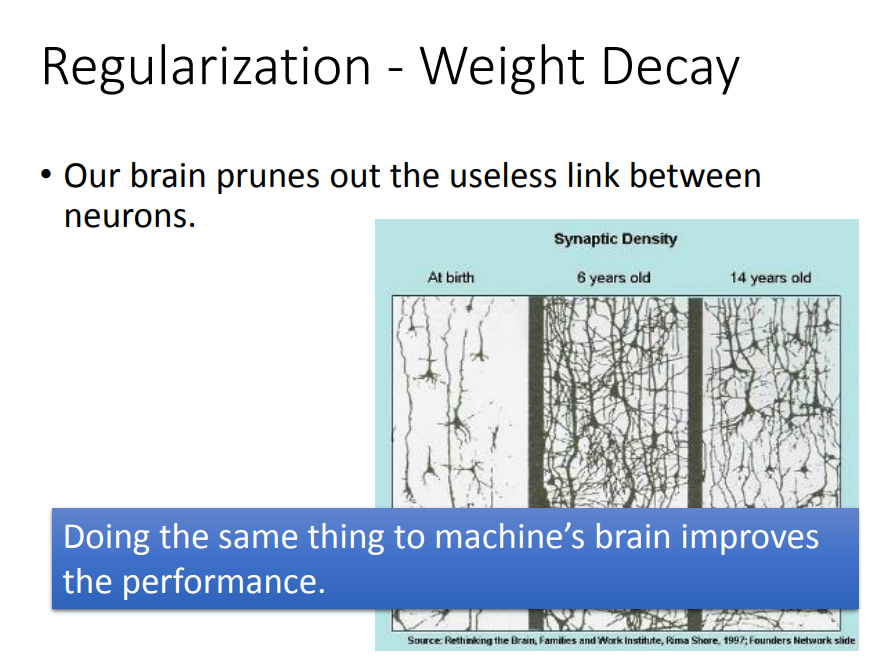 Regularization - Weight Decay
• Our brain prunes out the useless link between
neurons.
Synaptic Density
At birth 6 years old 14 years old
Doing the same thing to machine's brain improves
the performance.
Source: Rethinking the Brain, Families and Work Institute, Rima Shore, 1997; Founders Network slide